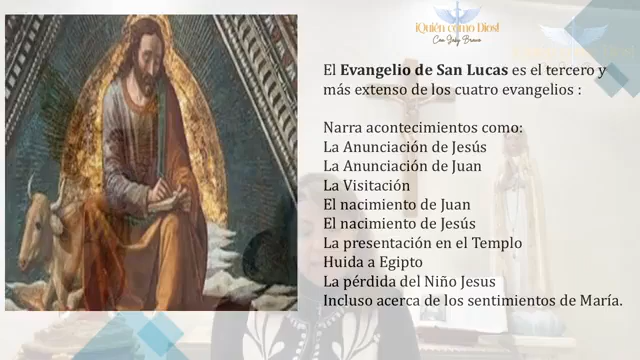 ¡Quién como Dios!
Con Gaby Bravo
El Evangelio de San Lucas es el tercero y
más extenso de los cuatro evangelios :
Narra acontecimientos como:
La Anunciación de Jesús
La Anunciación de Juan
La Visitación
El nacimiento de Juan
El nacimiento de Jesús
La presentación en el Templo
Huida a Egipto
La pérdida del Niño Jesus
Incluso acerca de los sentimientos de María.